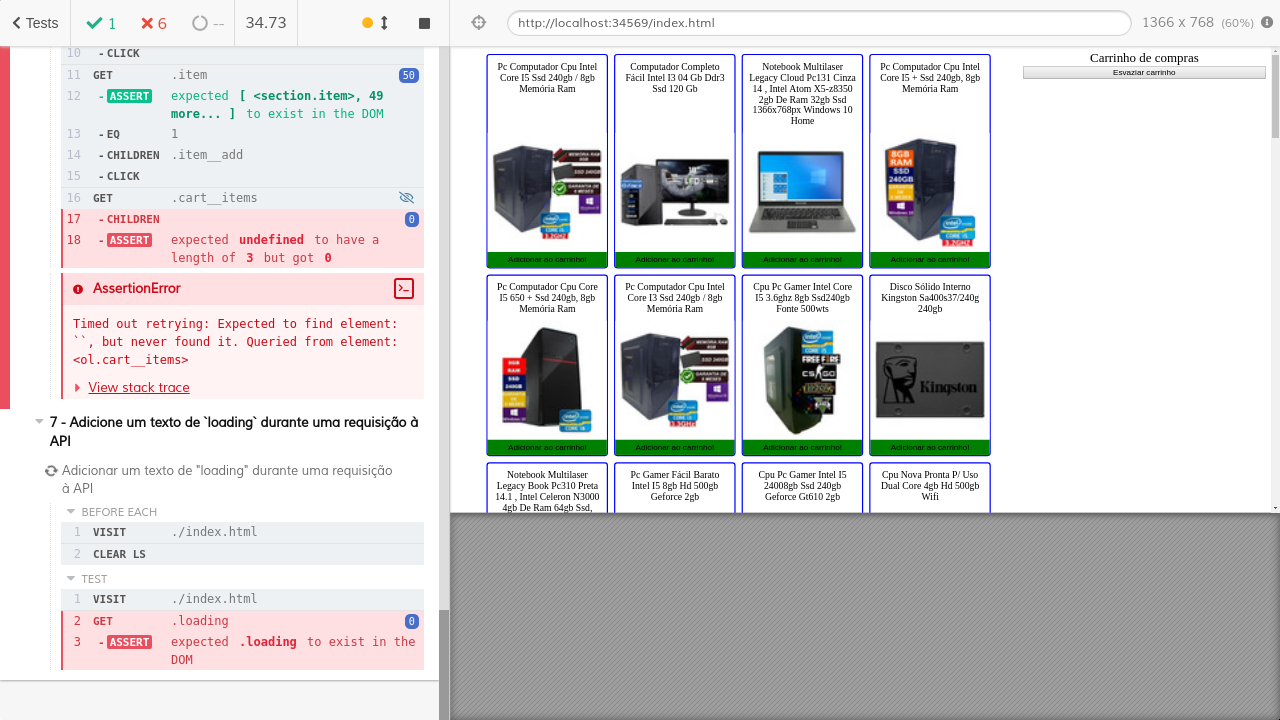 Tests
1
6
--
34.73
http://localhost:34569/index.html
1366 x 768 (60%)
10 -CLICK
11 GET .item 50
12 -ASSERT expected [ <section.item>, 49
more... ] to exist in the DOM
13 -EQ 1
14 -CHILDREN .item__add
15 -CLICK
16 GET .cart__items
17 -CHILDREN 0
18 -ASSERT expected undefined to have a
length of 3 but got 0
AssertionError
Timed out retrying: Expected to find element:
``, but never found it. Queried from element:
<ol.cart__items>
View stack trace
7 - Adicione um texto de `loading` durante uma requisição à
API
Adicionar um texto de "loading" durante uma requisição
à API
BEFORE EACH
1 VISIT ./index.html
2 CLEAR LS
TEST
1 VISIT ./index.html
2 GET .loading 0
3 -ASSERT expected .loading to exist in the
DOM
Pc Computador Cpu Intel
Core I5 Ssd 240gb / 8gb
Memória Ram
Adicionar ao carrinho!
Computador Completo
Fácil Intel I3 04 Gb Ddr3
Ssd 120 Gb
Adicionar ao carrinho!
Notebook Multilaser
Legacy Cloud Pc131 Cinza
14 , Intel Atom X5-z8350
2gb De Ram 32gb Ssd
1366x768px Windows 10
Home
Adicionar ao carrinho!
Pc Computador Cpu Intel
Core I5 + Ssd 240gb, 8gb
Memória Ram
8GB
RAM
SSD
240GB
Adicionar ao carrinho!
Carrinho de compras
Esvaziar carrinho
Pc Computador Cpu Core
I5 650 + Ssd 240gb, 8gb
Memória Ram
Adicionar ao carrinho!
Pc Computador Cpu Intel
Core I3 Ssd 240gb / 8gb
Memória Ram
Adicionar ao carrinho!
Cpu Pc Gamer Intel Core
I5 3.6ghz 8gb Ssd240gb
Fonte 500wts
FREE FIRE
CS:GO
Adicionar ao carrinho!
Disco Sólido Interno
Kingston Sa400s37/240g
240gb
Kingston
Adicionar ao carrinho!
Notebook Multilaser
Legacy Book Pc310 Preta
14.1 , Intel Celeron N3000
4gb De Ram 64gb Ssd,
Pc Gamer Fácil Barato
Intel I5 8gb Hd 500gb
Geforce 2gb
Cpu Pc Gamer Intel I5
24008gb Ssd 240gb
Geforce Gt610 2gb
Cpu Nova Pronta P/ Uso
Dual Core 4gb Hd 500gb
Wifi